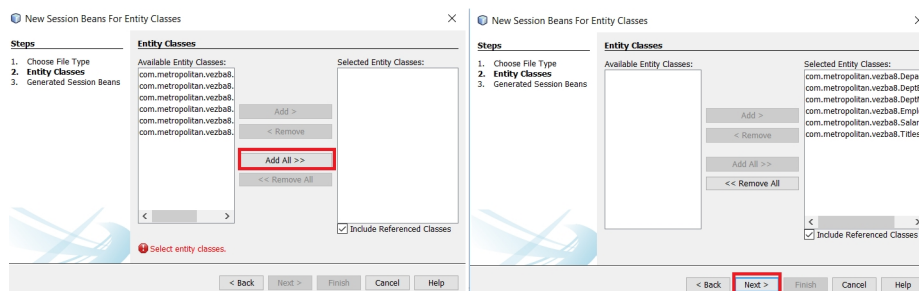 New Session Beans For Entity Classes
Steps
1. Choose File Type
2. Entity Classes
3. Generated Session Beans
Entity Classes
Available Entity Classes:
com.metropolitan.vezba8.
com.metropolitan.vezba8.
com.metropolitan.vezba8.
com.metropolitan.vezba8.
com.metropolitan.vezba8.
com.metropolitan.vezba8.
Add >
< Remove
Add All >>
<< Remove All
Selected Entity Classes:
Include Referenced Classes
Select entity classes.
< Back Next > Finish Cancel Help
New Session Beans For Entity Classes
Steps
1. Choose File Type
2. Entity Classes
3. Generated Session Beans
Entity Classes
Available Entity Classes:
Add >
< Remove
Add All >>
<< Remove All
Selected Entity Classes:
com.metropolitan.vezba8.Depa
com.metropolitan.vezba8.DeptE
com.metropolitan.vezba8.DeptM
com.metropolitan.vezba8.Emplo
com.metropolitan.vezba8.Salar
com.metropolitan.vezba8.Titles
Include Referenced Classes
< Back Next > Finish Cancel Help